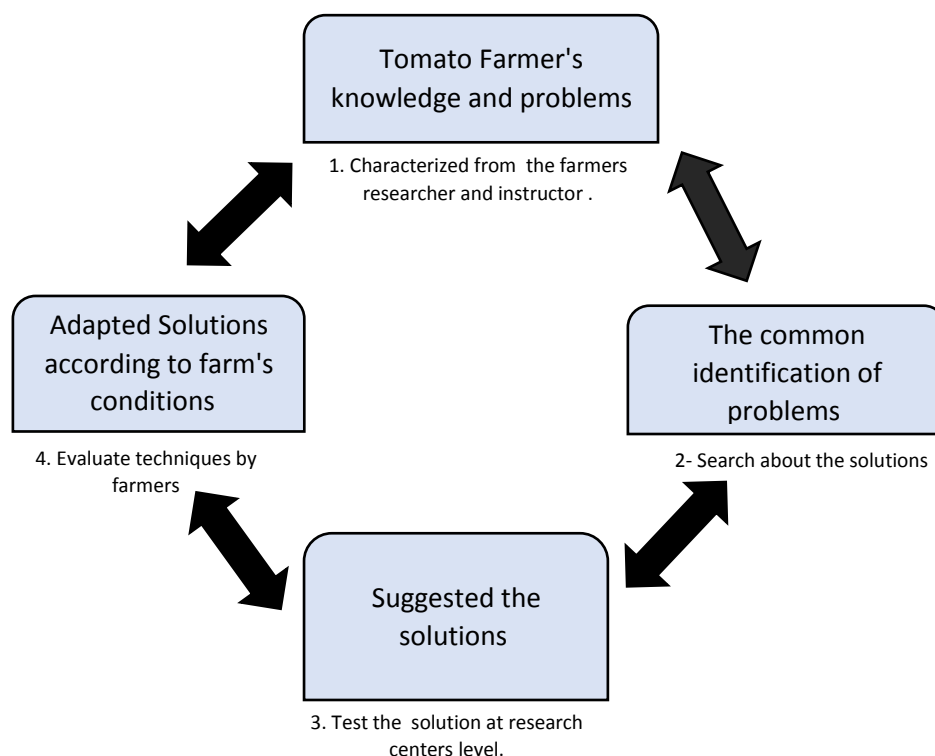 Tomato Farmer's
knowledge and problems
1. Characterized from the farmers
researcher and instructor .
Adapted Solutions
according to farm's
conditions
The common
identification of
problems
4. Evaluate techniques by
farmers
2- Search about the solutions
Suggested the
solutions
3. Test the solution at research
centers level.